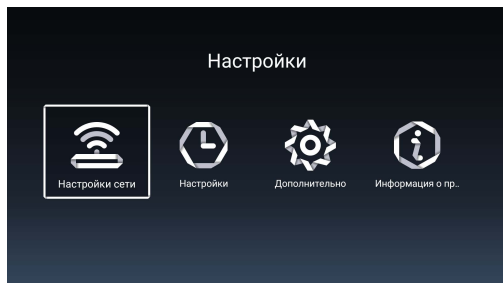 Настройки
Настройки сети
Настройки
Дополнительно
Информация о пр..